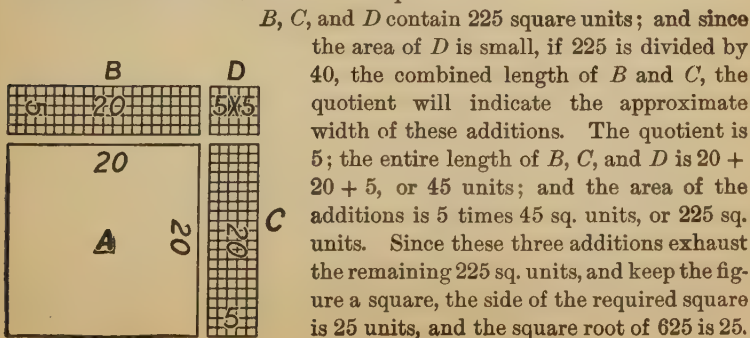 B, C, and D contain 225 square units; and since
the area of D is small, if 225 is divided by
40, the combined length of B and C, the
quotient will indicate the approximate
width of these additions. The quotient is
5; the entire length of B, C, and D is 20 +
20 + 5, or 45 units; and the area of the
additions is 5 times 45 sq. units, or 225 sq.
units. Since these three additions exhaust
the remaining 225 sq. units, and keep the fig-
ure a square, the side of the required square
is 25 units, and the square root of 625 is 25.
B D
5 20 5X5
20
A 20
20 C
5